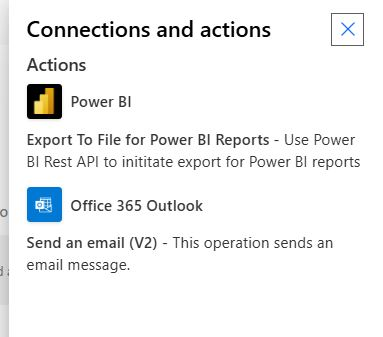 Connections and actions
Actions
Power BI
Export To File for Power BI Reports - Use Power
BI Rest API to inititate export for Power BI reports
Office 365 Outlook
Send an email (V2) - This operation sends an
email message.